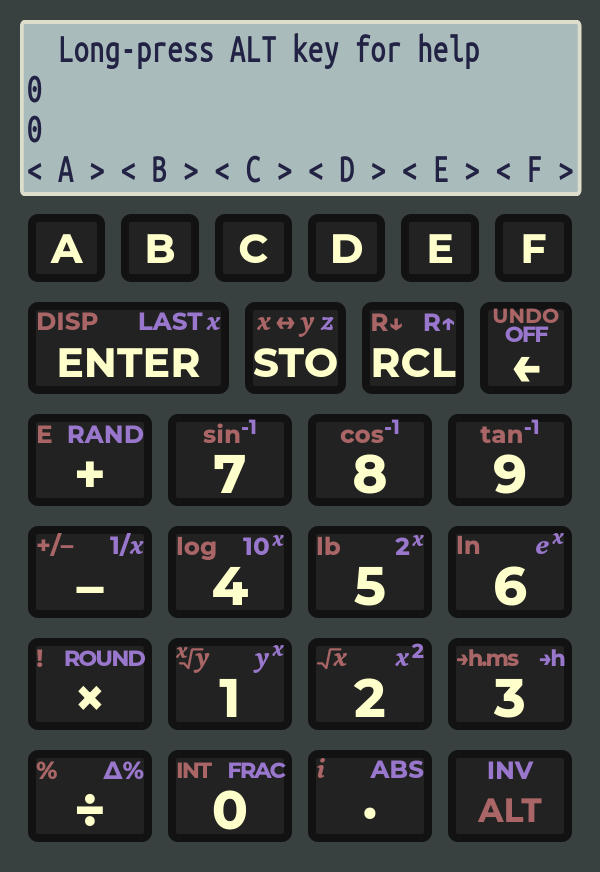 Long-press ALT key for help
0
0
< A > < B > < C > < D > < E > < F >
A B C D E F
DISP LAST x x↔y z R↓ R↑ UNDO
OFF
ENTER STO RCL ←
E RAND sin⁻¹ cos⁻¹ tan⁻¹
+ 7 8 9
+/− 1/x log 10ˣ lb 2ˣ ln eˣ
− 4 5 6
! ROUND ˣ√y yˣ √x x² →h.ms →h
× 1 2 3
% Δ% INT FRAC i ABS INV
÷ 0 · ALT